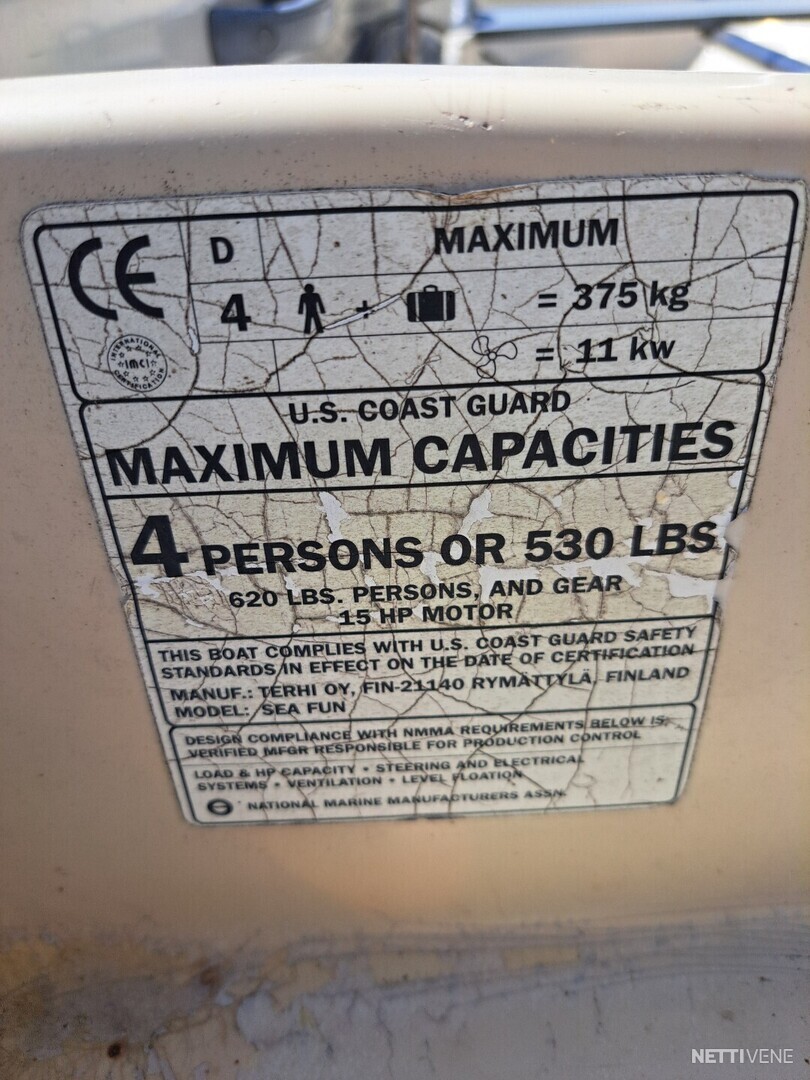 CE D MAXIMUM
4 + = 375 kg
INTERNATIONAL IMCI CERTIFICATION
= 11 kw
U.S. COAST GUARD
MAXIMUM CAPACITIES
4 PERSONS OR 530 LBS
620 LBS. PERSONS, AND GEAR
15 HP MOTOR
THIS BOAT COMPLIES WITH U.S. COAST GUARD SAFETY
STANDARDS IN EFFECT ON THE DATE OF CERTIFICATION
MANUF.: TERHI OY, FIN-21140 RYMÄTTYLÄ, FINLAND
MODEL: SEA FUN
DESIGN COMPLIANCE WITH NMMA REQUIREMENTS BELOW IS:
VERIFIED MFGR RESPONSIBLE FOR PRODUCTION CONTROL
LOAD & HP CAPACITY • STEERING AND ELECTRICAL
SYSTEMS • VENTILATION • LEVEL FLOATION
NATIONAL MARINE MANUFACTURERS ASSN.
NETTIVENE